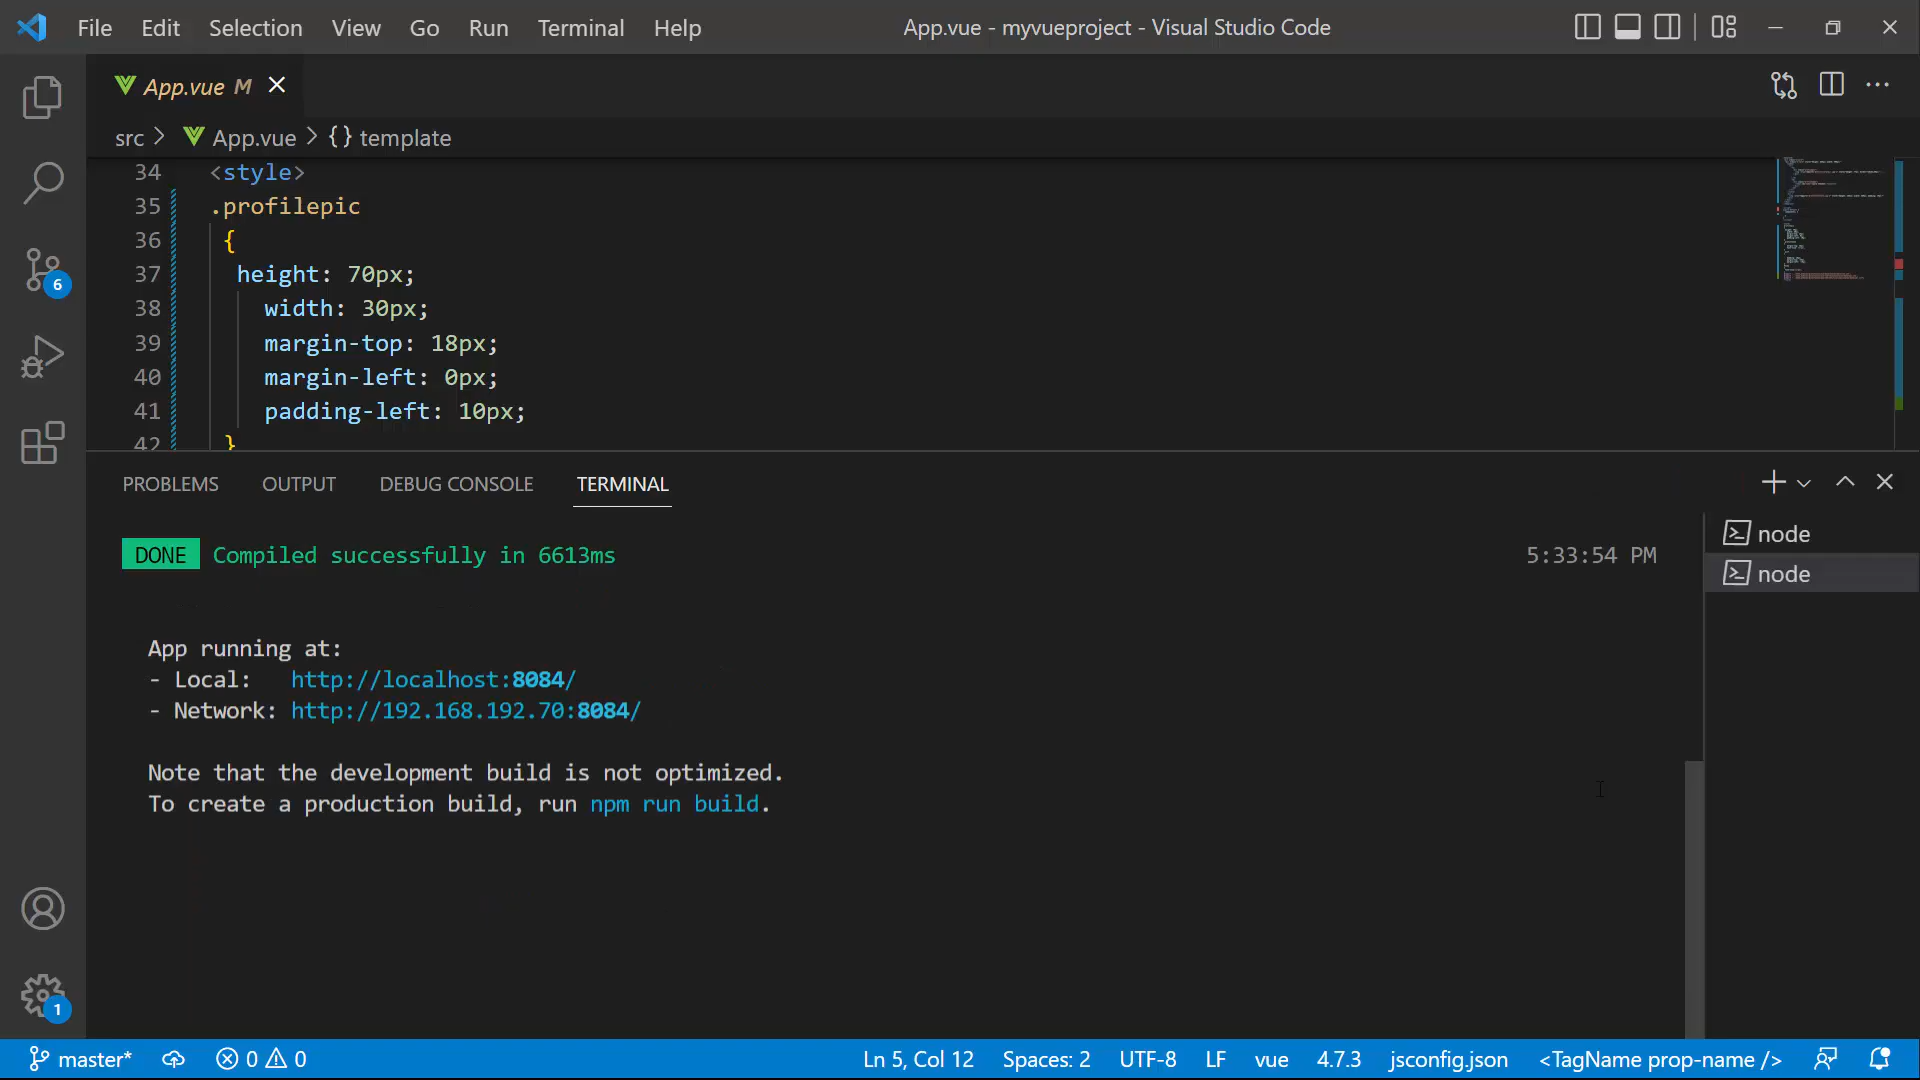 File Edit Selection View Go Run Terminal Help App.vue - myvueproject - Visual Studio Code
App.vue M
src > App.vue > {} template
34 <style>
35 .profilepic
36 {
37 height: 70px;
38 width: 30px;
39 margin-top: 18px;
40 margin-left: 0px;
41 padding-left: 10px;
42 }
6
PROBLEMS OUTPUT DEBUG CONSOLE TERMINAL
DONE Compiled successfully in 6613ms 5:33:54 PM
node
node
App running at:
- Local: http://localhost:8084/
- Network: http://192.168.192.70:8084/
Note that the development build is not optimized.
To create a production build, run npm run build.
1
master* 0 0 Ln 5, Col 12 Spaces: 2 UTF-8 LF vue 4.7.3 jsconfig.json <TagName prop-name />